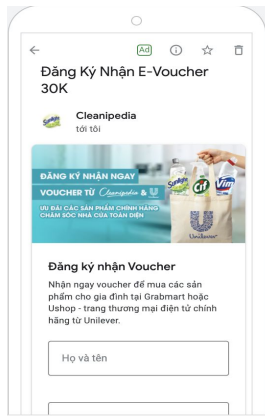 Ad
Đăng Ký Nhận E-Voucher
30K
Sunlight
Cleanipedia
tới tôi
ĐĂNG KÝ NHẬN NGAY
VOUCHER TỪ Cleanipedia & U
ƯU ĐÃI CÁC SẢN PHẨM CHÍNH HÃNG
CHĂM SÓC NHÀ CỬA TOÀN DIỆN
Sunlight
Cif
Vim
Unilever
Đăng ký nhận Voucher
Nhận ngay voucher để mua các sản
phẩm cho gia đình tại Grabmart hoặc
Ushop - trang thương mại điện tử chính
hãng từ Unilever.
Họ và tên